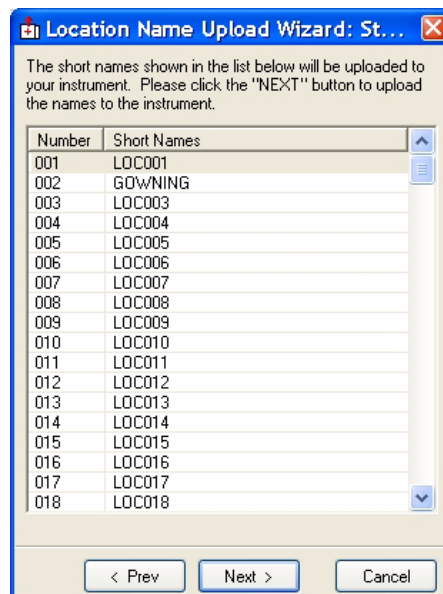 Location Name Upload Wizard: St...
The short names shown in the list below will be uploaded to
your instrument. Please click the "NEXT" button to upload
the names to the instrument.
Number Short Names
001 LOC001
002 GOWNING
003 LOC003
004 LOC004
005 LOC005
006 LOC006
007 LOC007
008 LOC008
009 LOC009
010 LOC010
011 LOC011
012 LOC012
013 LOC013
014 LOC014
015 LOC015
016 LOC016
017 LOC017
018 LOC018
< Prev Next > Cancel